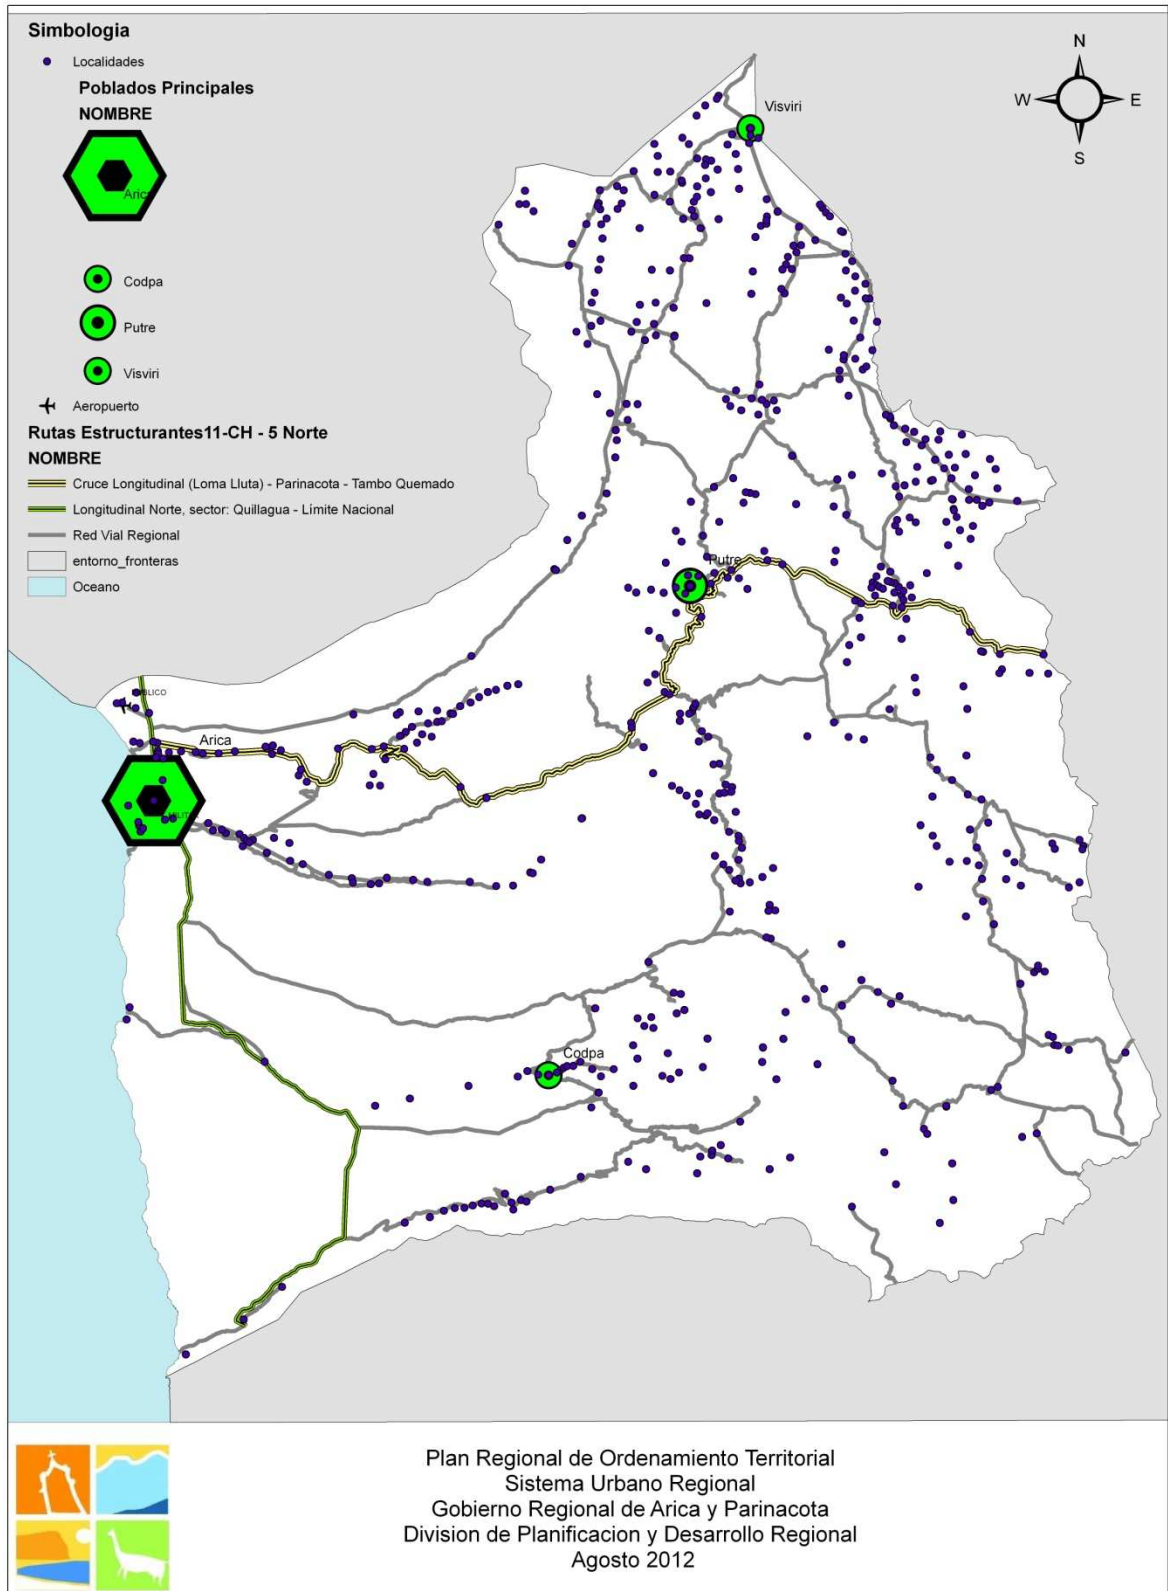 Simbologia
Localidades
Poblados Principales
NOMBRE
Arica
Codpa
Putre
Visviri
Aeropuerto
Rutas Estructurantes11-CH - 5 Norte
NOMBRE
Cruce Longitudinal (Loma Lluta) - Parinacota - Tambo Quemado
Longitudinal Norte, sector: Quillagua - Límite Nacional
Red Vial Regional
entorno_fronteras
Oceano
N
W
E
S
Visviri
Putre
Arica
Codpa
Plan Regional de Ordenamiento Territorial
Sistema Urbano Regional
Gobierno Regional de Arica y Parinacota
Division de Planificacion y Desarrollo Regional
Agosto 2012